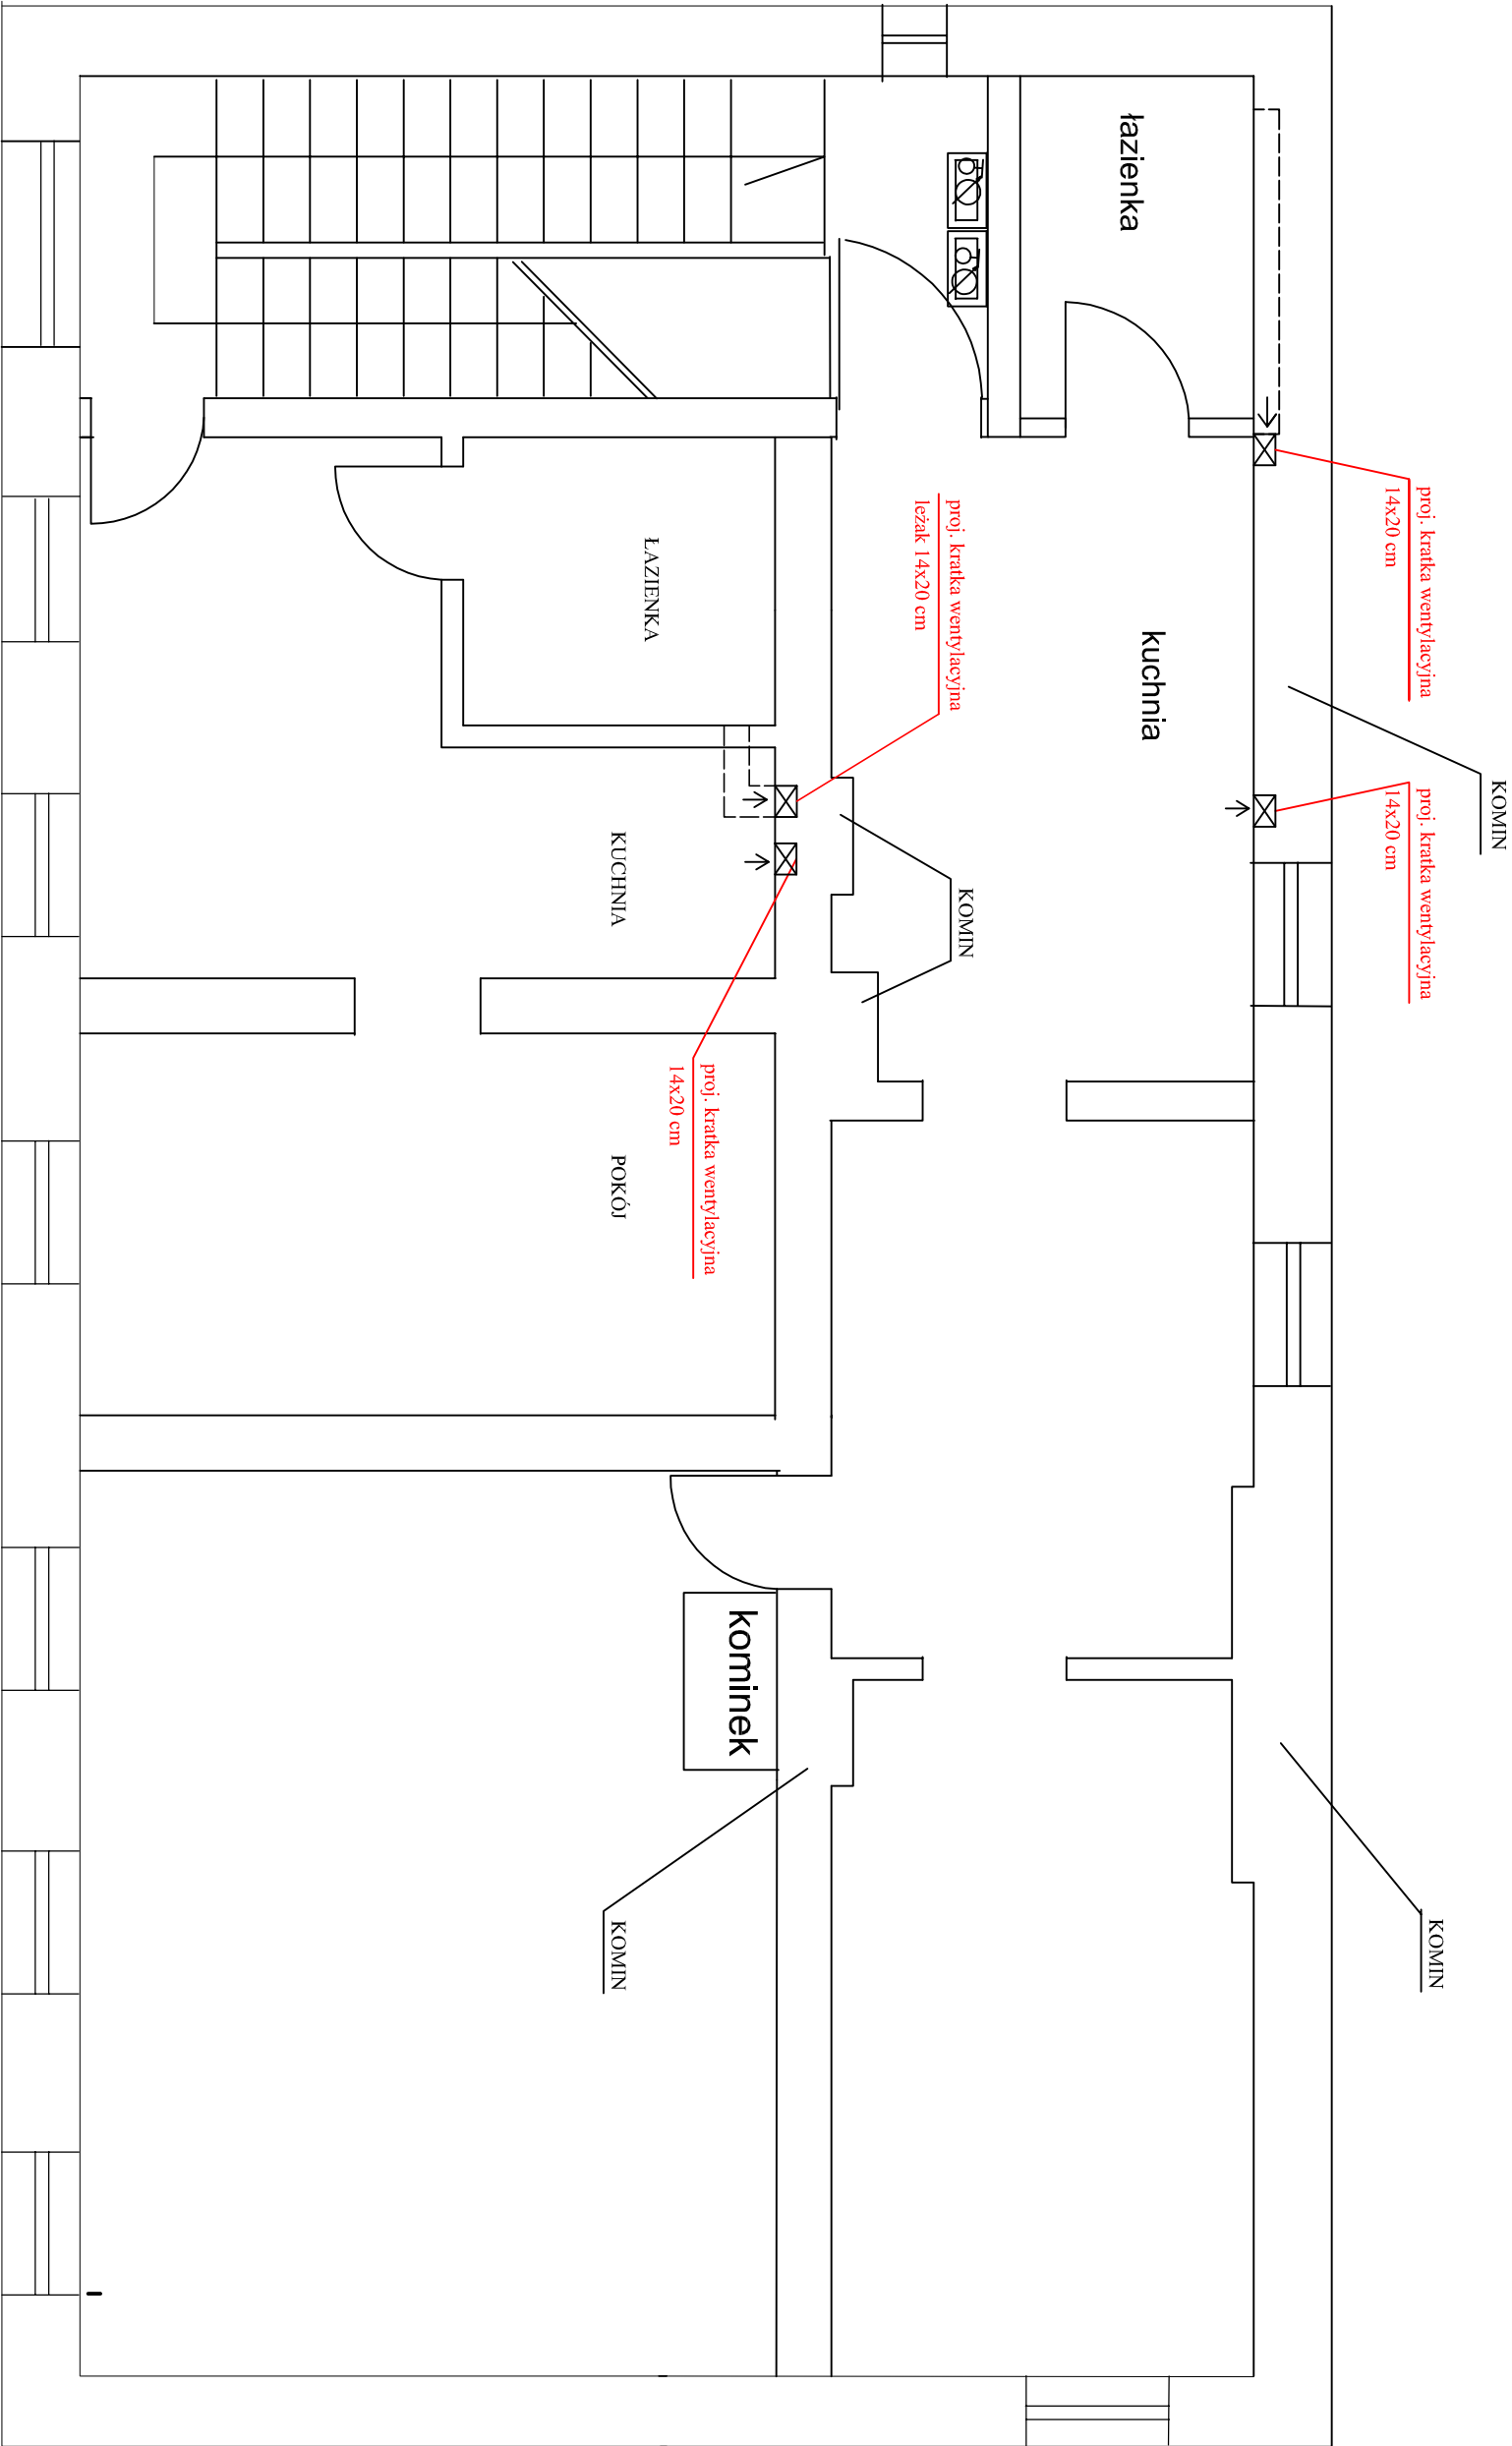 KOMIN
proj. kratka wentylacyjna
14x20 cm
proj. kratka wentylacyjna
14x20 cm
łazienka
kuchnia
proj. kratka wentylacyjna
leżak 14x20 cm
KOMIN
ŁAZIENKA
KUCHNIA
proj. kratka wentylacyjna
14x20 cm
POKÓJ
kominek
KOMIN
KOMIN